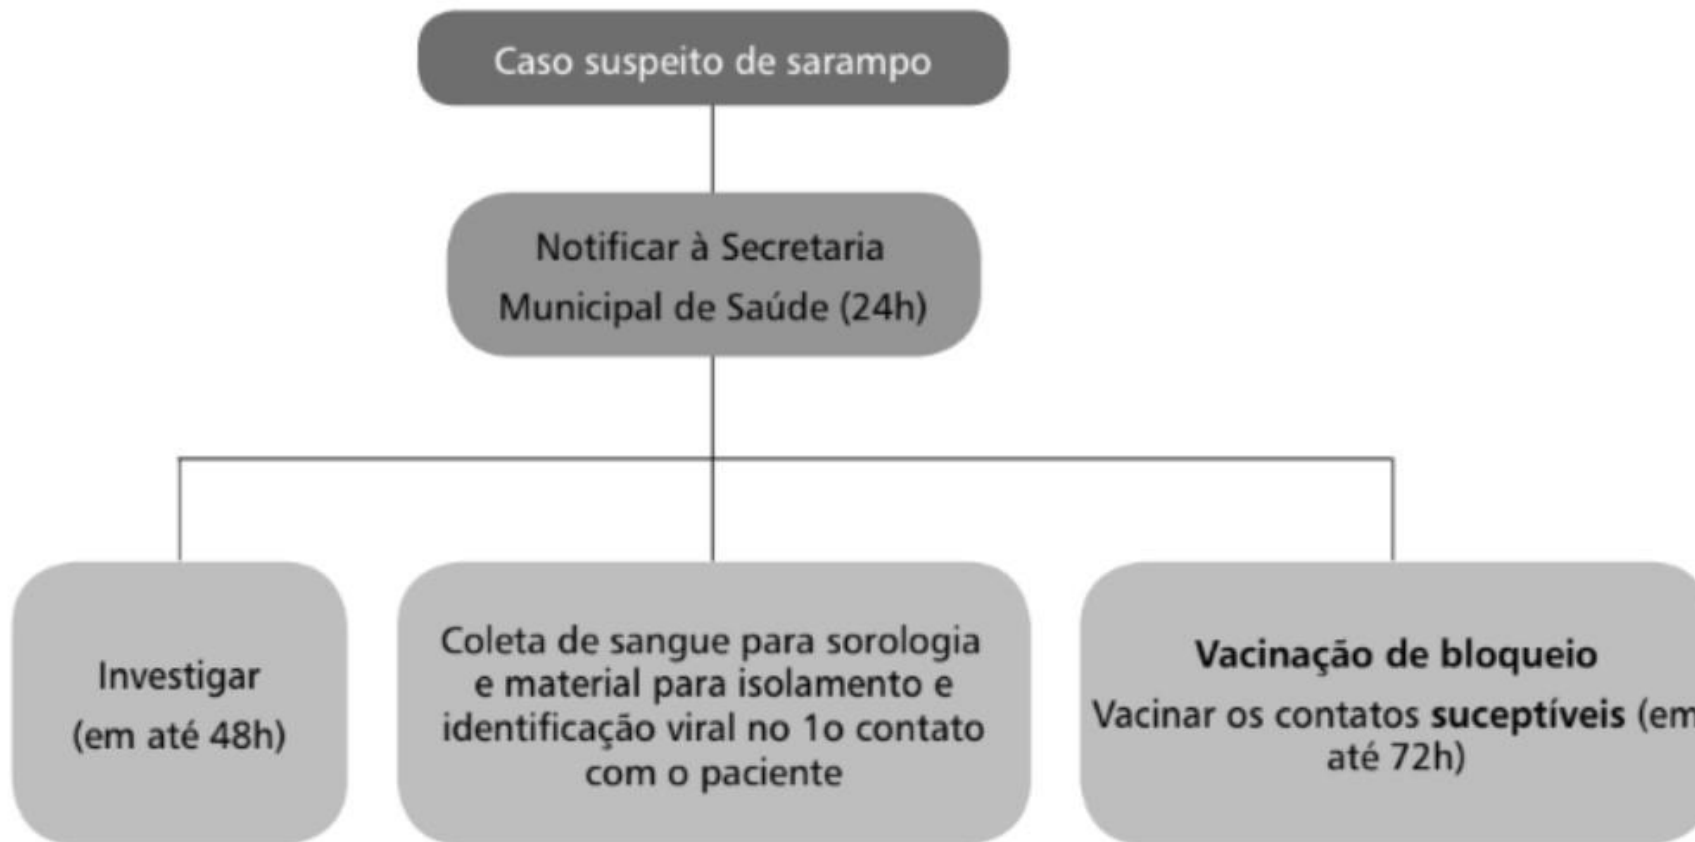 Caso suspeito de sarampo
Notificar à Secretaria
Municipal de Saúde (24h)
Investigar
(em até 48h)
Coleta de sangue para sorologia
e material para isolamento e
identificação viral no 1o contato
com o paciente
Vacinação de bloqueio
Vacinar os contatos suceptíveis (em
até 72h)